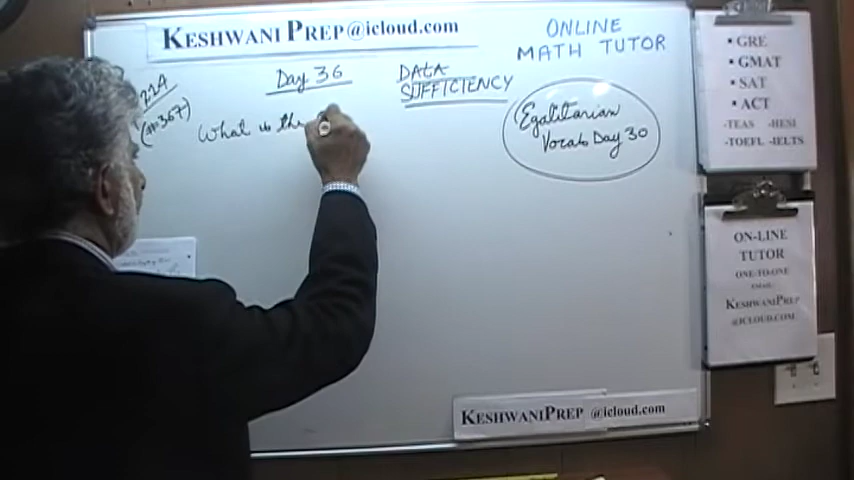 KESHWANI PREP @icloud.com
ONLINE
MATH TUTOR
Day 36
DATA
SUFFICIENCY
214
(#367)
What is the
Egalitarian
Vocab Day 30
▪ GRE
▪ GMAT
▪ SAT
▪ ACT
-TEAS -HESI
-TOEFL -IELTS
ON-LINE
TUTOR
ONE-TO-ONE
EMAIL
KESHWANIPREP
@ICLOUD.COM
KESHWANIPREP @icloud.com